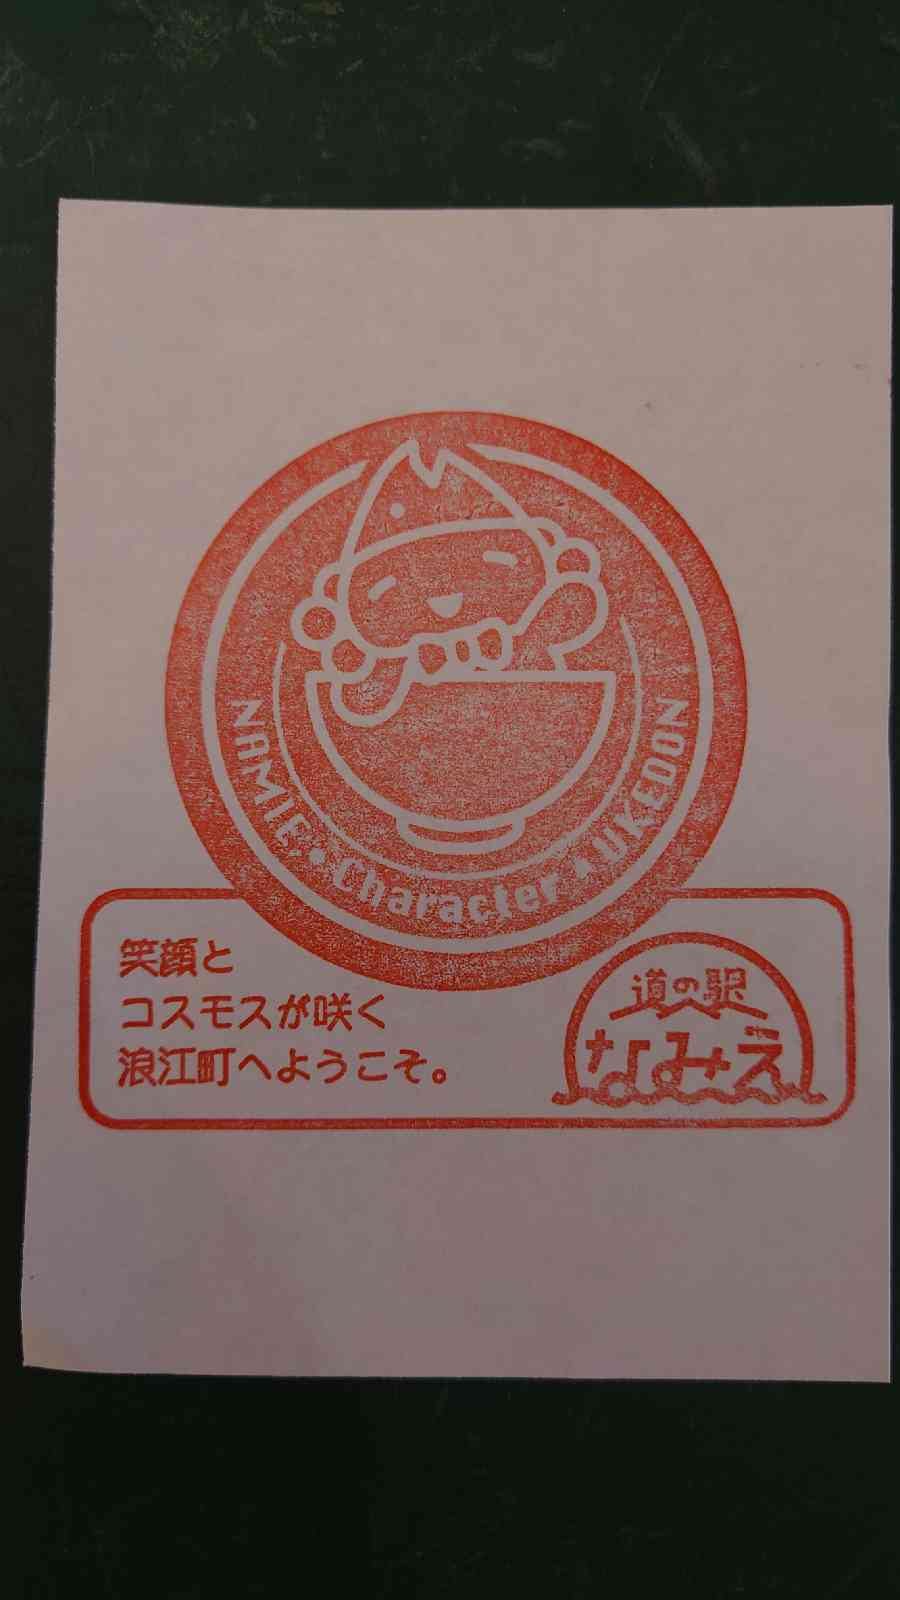 NAMIE・Character・UKEDON
笑顔と
コスモスが咲く
浪江町へようこそ。
道の駅
なみえ